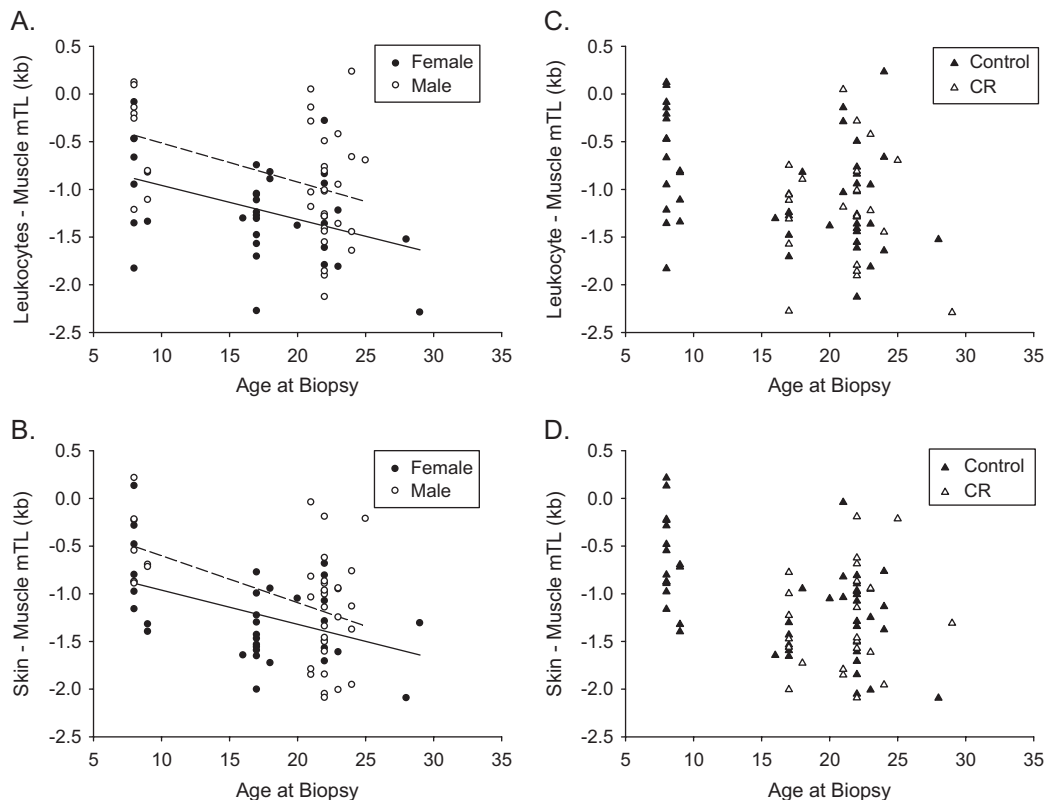 A.
Leukocytes - Muscle mTL (kb)
0.5
0.0
-0.5
-1.0
-1.5
-2.0
-2.5
Female
Male
5 10 15 20 25 30 35
Age at Biopsy
C.
Leukocyte - Muscle mTL (kb)
0.5
0.0
-0.5
-1.0
-1.5
-2.0
-2.5
Control
CR
5 10 15 20 25 30 35
Age at Biopsy
B.
Skin - Muscle mTL (kb)
0.5
0.0
-0.5
-1.0
-1.5
-2.0
-2.5
Female
Male
5 10 15 20 25 30 35
Age at Biopsy
D.
Skin - Muscle mTL (kb)
0.5
0.0
-0.5
-1.0
-1.5
-2.0
-2.5
Control
CR
5 10 15 20 25 30 35
Age at Biopsy